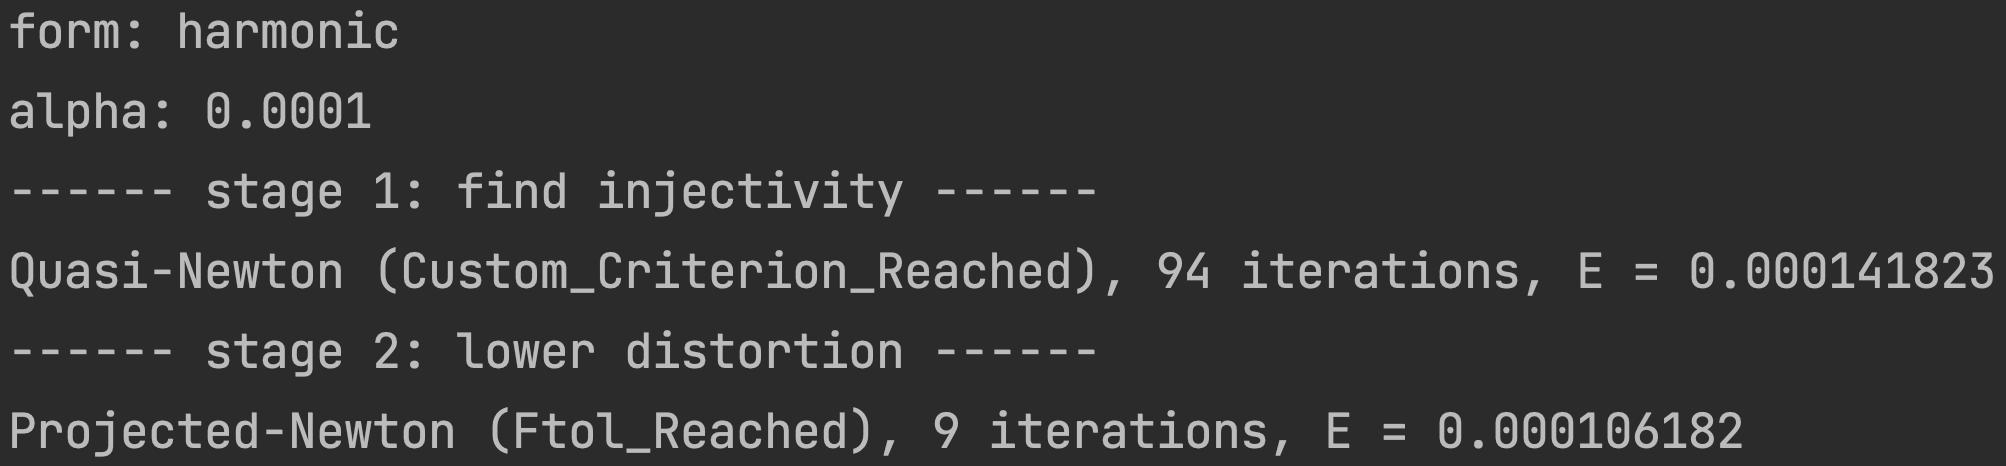 form: harmonic
alpha: 0.0001
------ stage 1: find injectivity ------
Quasi-Newton (Custom_Criterion_Reached), 94 iterations, E = 0.000141823
------ stage 2: lower distortion ------
Projected-Newton (Ftol_Reached), 9 iterations, E = 0.000106182